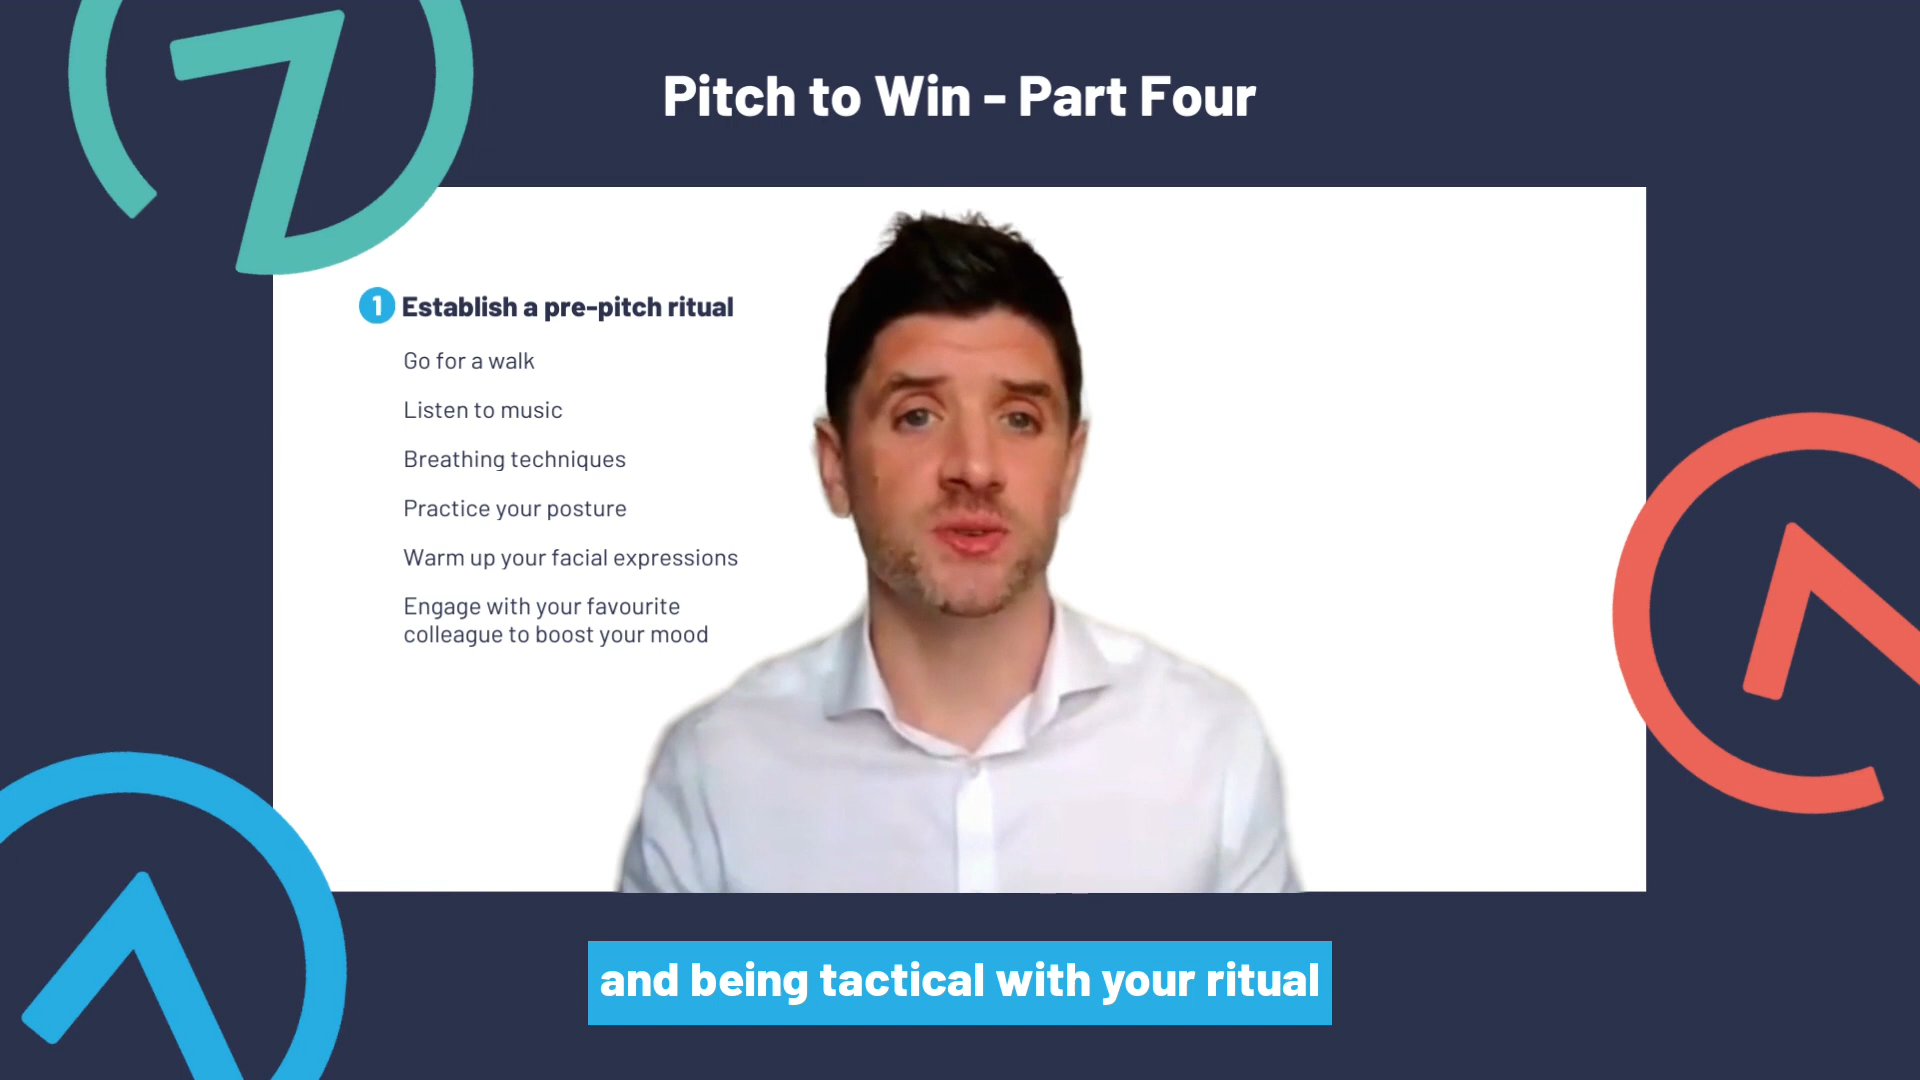 Pitch to Win - Part Four
1 Establish a pre-pitch ritual
Go for a walk
Listen to music
Breathing techniques
Practice your posture
Warm up your facial expressions
Engage with your favourite
colleague to boost your mood
and being tactical with your ritual